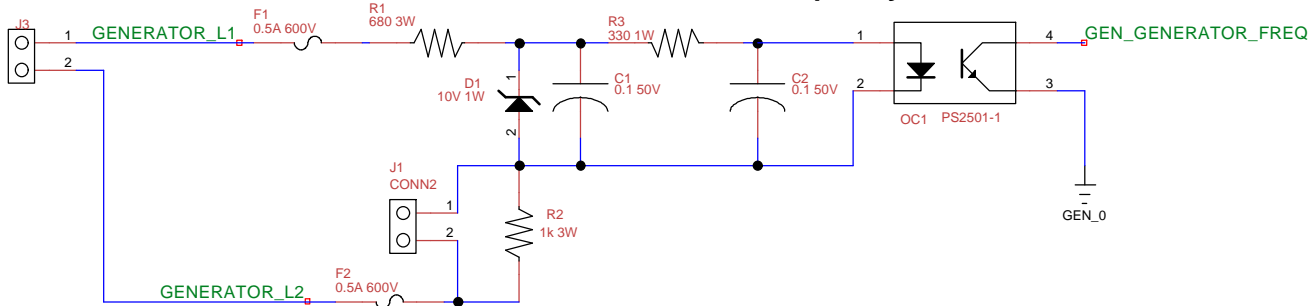 J3
1
2
GENERATOR_L1
F1
0.5A 600V
R1
680 3W
R3
330 1W
D1
10V 1W
1
2
C1
0.1 50V
C2
0.1 50V
1
2
4
3
OC1
PS2501-1
GEN_GENERATOR_FREQ
GEN_0
J1
CONN2
1
2
R2
1k 3W
F2
0.5A 600V
GENERATOR_L2